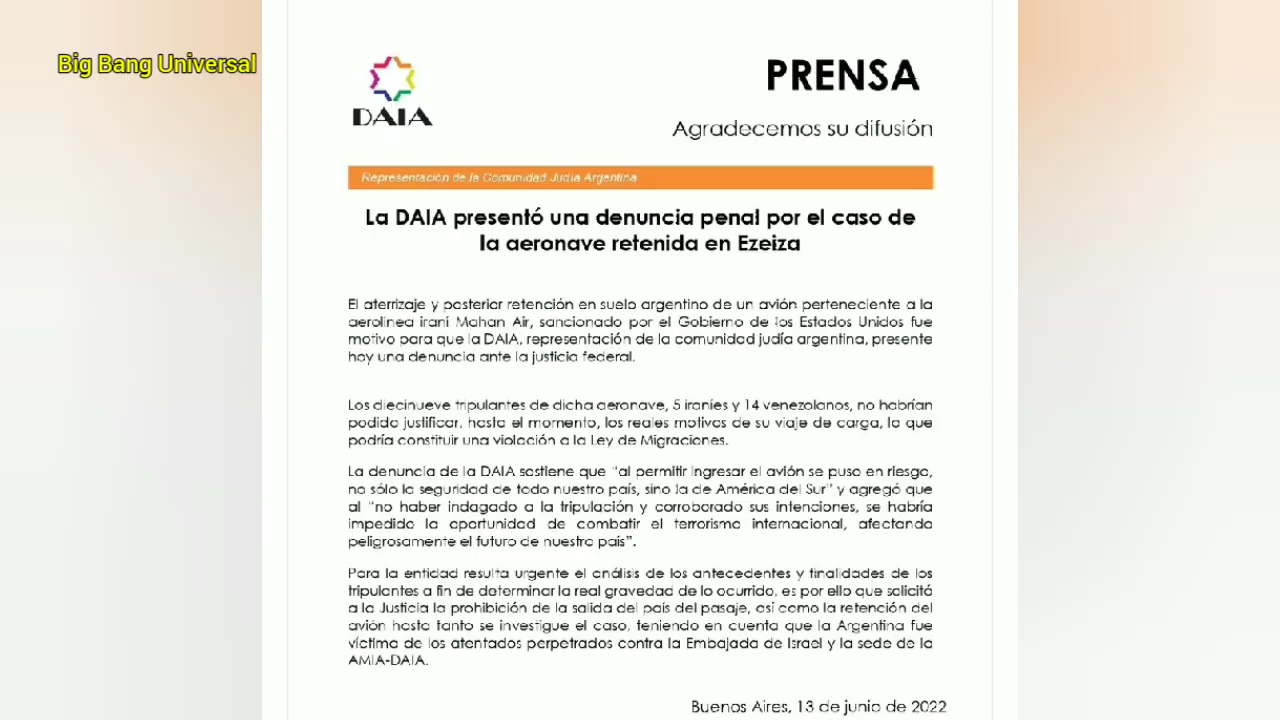 Big Bang Universal
DAIA
PRENSA
Agradecemos su difusión
Representación de la Comunidad Judía Argentina
La DAIA presentó una denuncia penal por el caso de
la aeronave retenida en Ezeiza
El aterrizaje y posterior retención en suelo argentino de un avión perteneciente a la
aerolínea iraní Mahan Air, sancionado por el Gobierno de los Estados Unidos fue
motivo para que la DAIA, representación de la comunidad judía argentina, presente
hoy una denuncia ante la justicia federal.
Los diecinueve tripulantes de dicha aeronave, 5 iraníes y 14 venezolanos, no habrían
podido justificar, hasta el momento, los reales motivos de su viaje de carga, lo que
podría constituir una violación a la Ley de Migraciones.
La denuncia de la DAIA sostiene que "al permitir ingresar el avión se puso en riesgo,
no sólo la seguridad de todo nuestro país, sino la de América del Sur" y agregó que
al "no haber indagado a la tripulación y corroborado sus intenciones, se habría
impedido la oportunidad de combatir el terrorismo internacional, afectando
peligrosamente el futuro de nuestro país".
Para la entidad resulta urgente el análisis de los antecedentes y finalidades de los
tripulantes a fin de determinar la real gravedad de lo ocurrido, es por ello que solicitó
a la Justicia la prohibición de la salida del país del pasaje, así como la retención del
avión hasta tanto se investigue el caso, teniendo en cuenta que la Argentina fue
víctima de los atentados perpetrados contra la Embajada de Israel y la sede de la
AMIA-DAIA.
Buenos Aires, 13 de junio de 2022